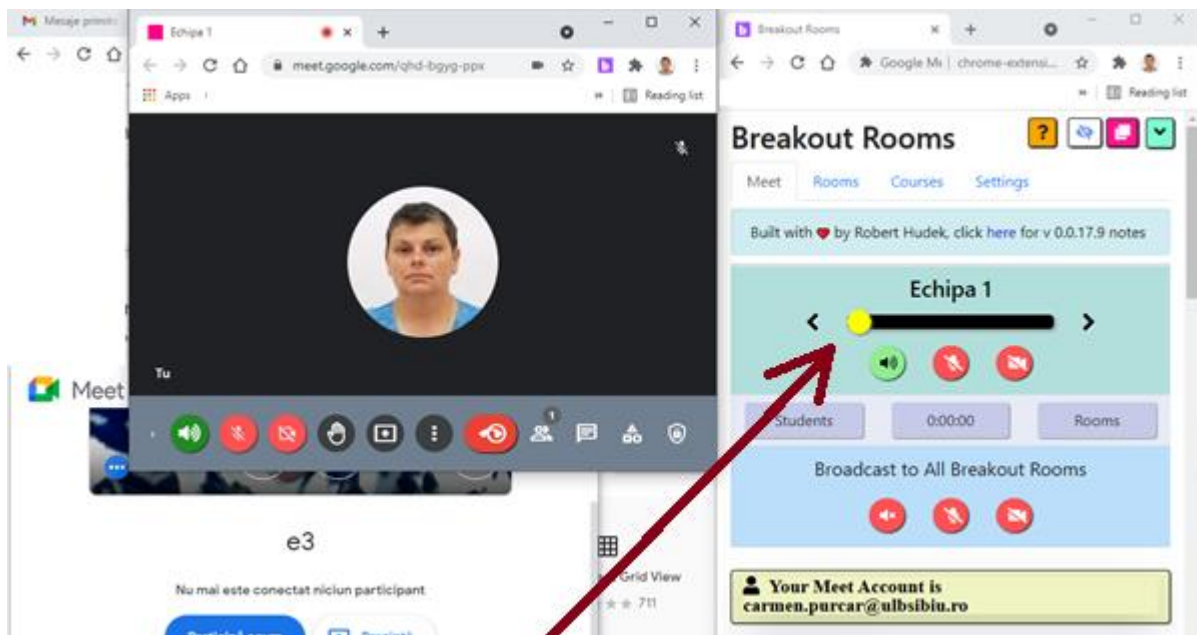 Mesaje primite
Echipa 1
meet.google.com/qhd-bgyg-ppx
Apps
Reading list
Tu
Meet
e3
Nu mai este conectat niciun participant
Grid View
711
Breakout Rooms
Google Me | chrome-extensi...
Reading list
Breakout Rooms
?
Meet Rooms Courses Settings
Built with ❤ by Robert Hudek, click here for v 0.0.17.9 notes
Echipa 1
Students 0:00:00 Rooms
Broadcast to All Breakout Rooms
Your Meet Account is
carmen.purcar@ulbsibiu.ro
1